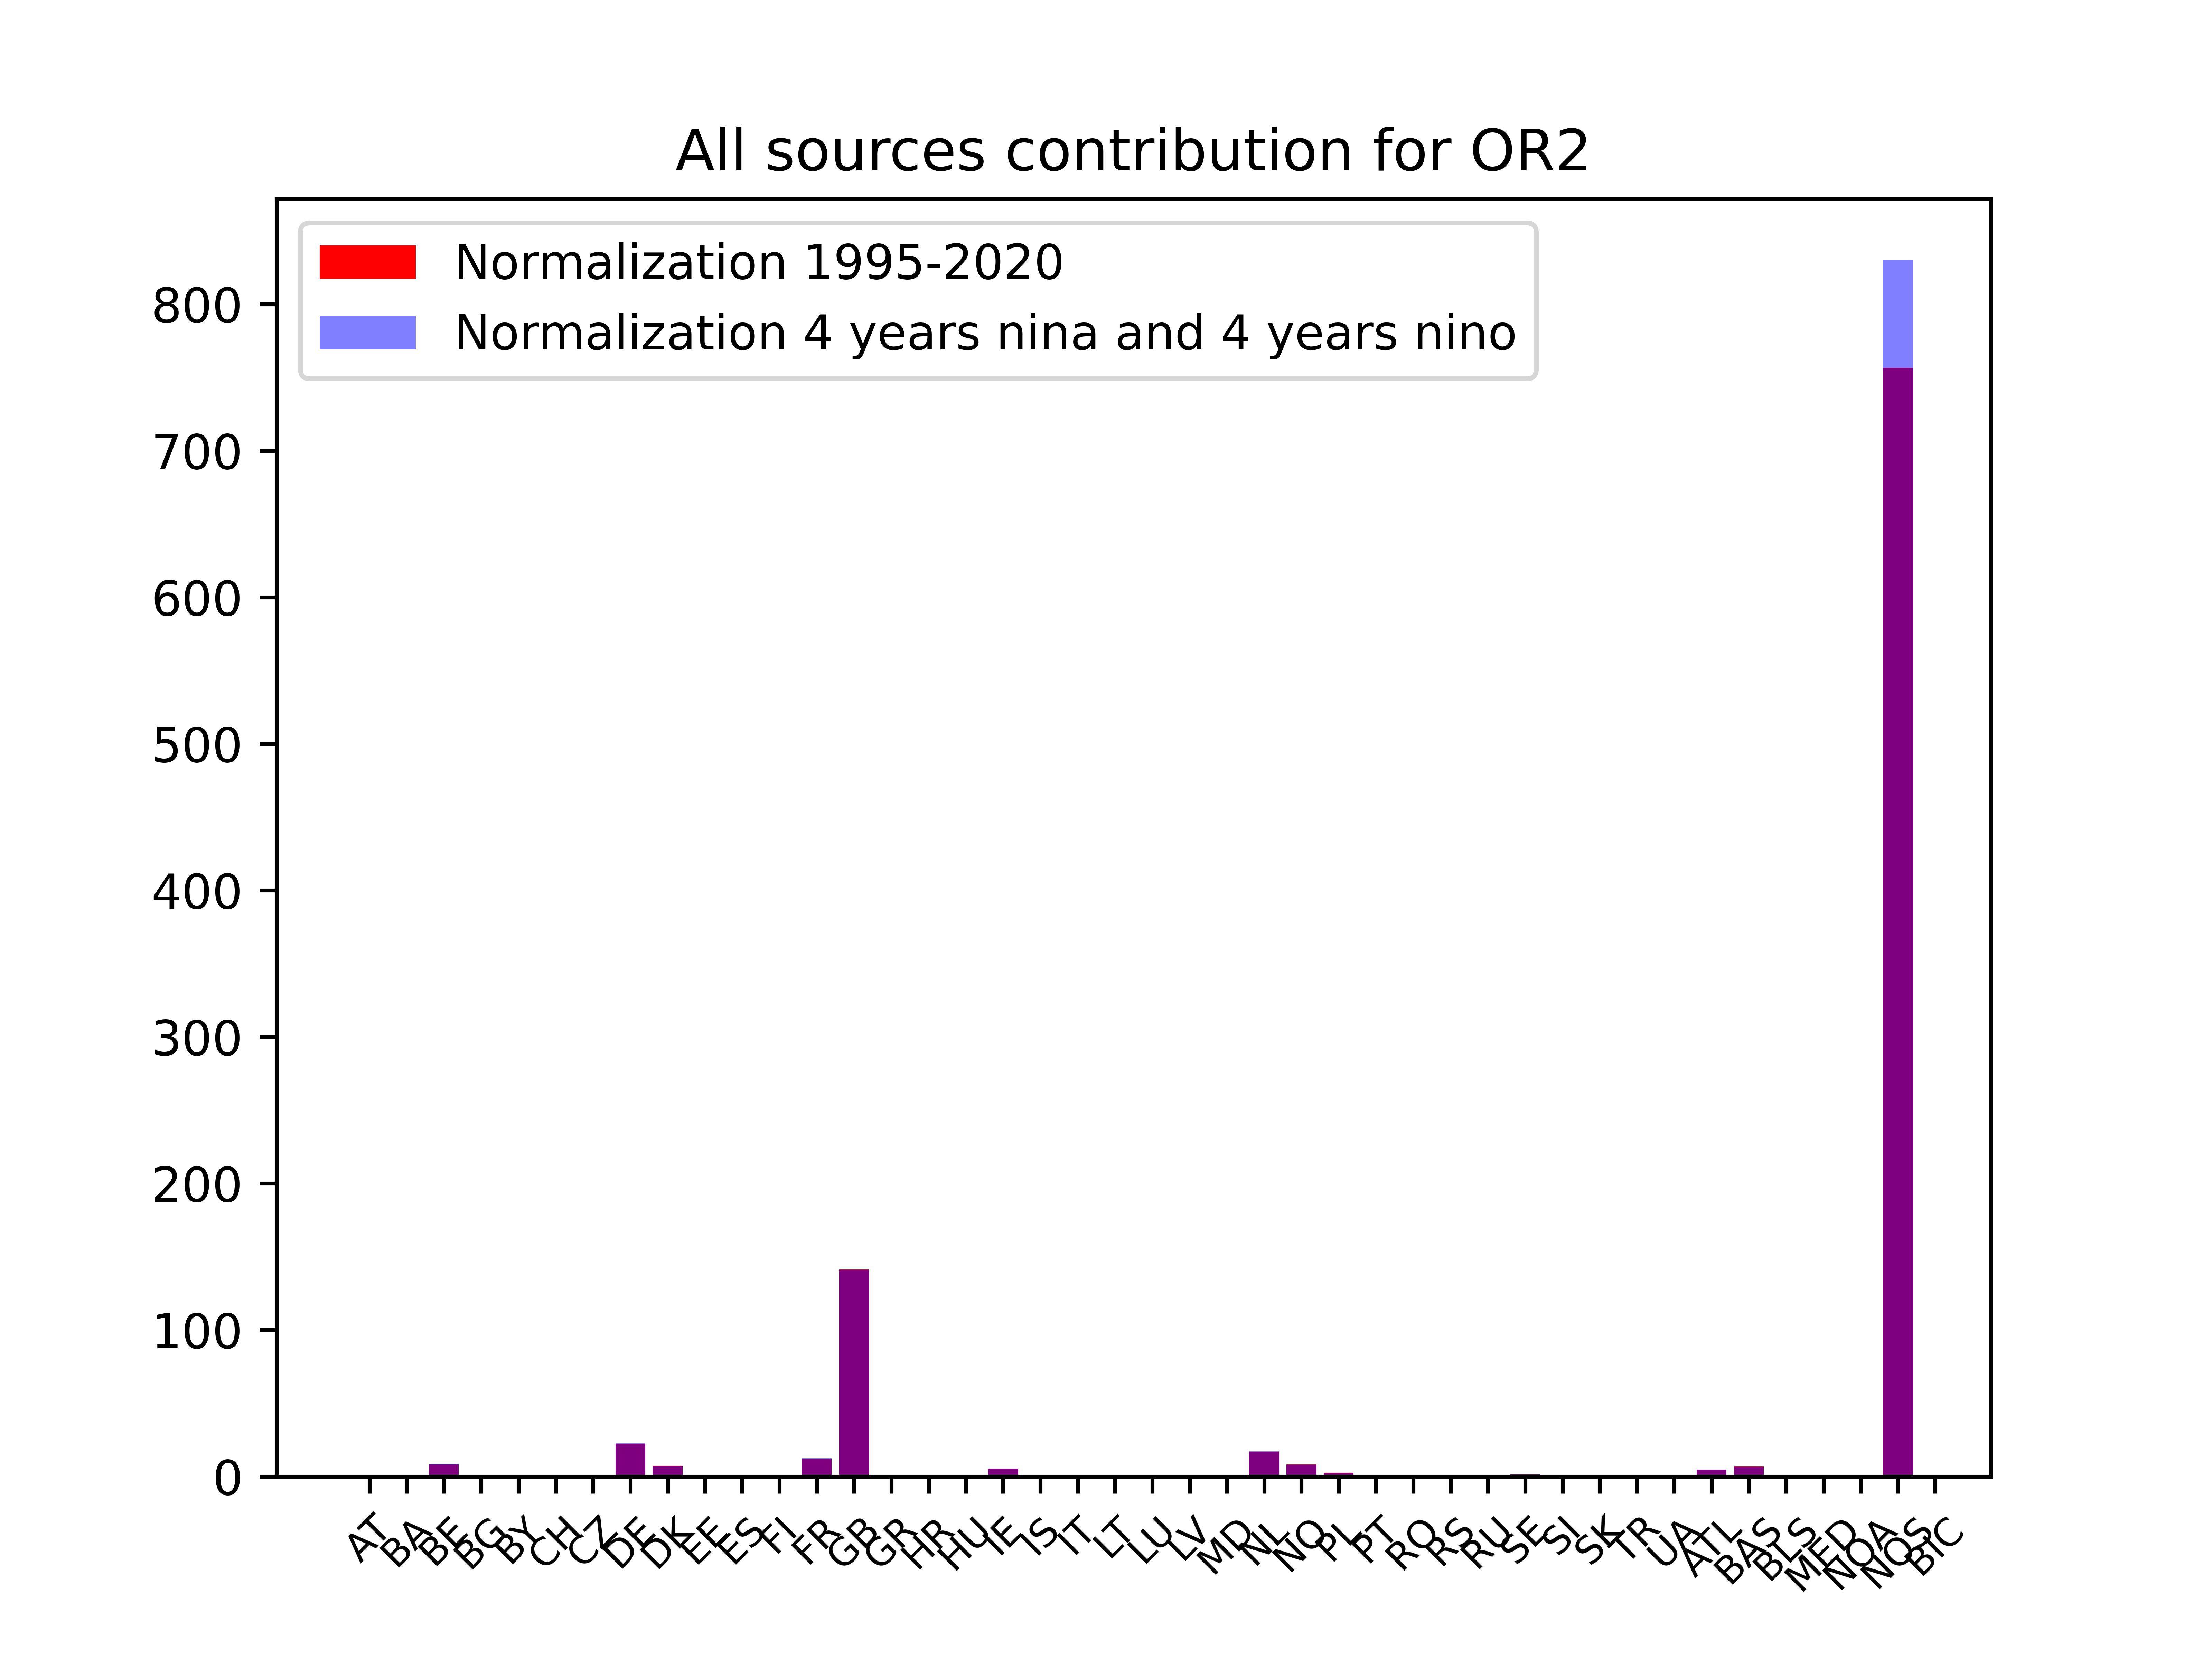 All sources contribution for OR2
Normalization 1995-2020
Normalization 4 years nina and 4 years nino
800
700
600
500
400
300
200
100
0
AT
BA
BE
BG
BY
CH
CZ
DE
DK
EE
ES
FI
FR
GB
GR
HR
HU
IE
IS
IT
LT
LU
LV
MD
NL
NO
PL
PT
RO
RS
RU
SE
SI
SK
TR
UA
ATL
BAS
BLS
MED
NOA
NOS
BIC